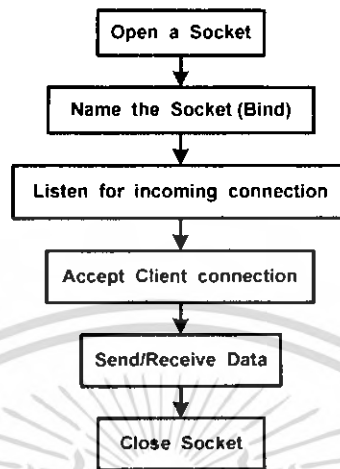 Open a Socket
Name the Socket (Bind)
Listen for incoming connection
Accept Client connection
Send/Receive Data
Close Socket